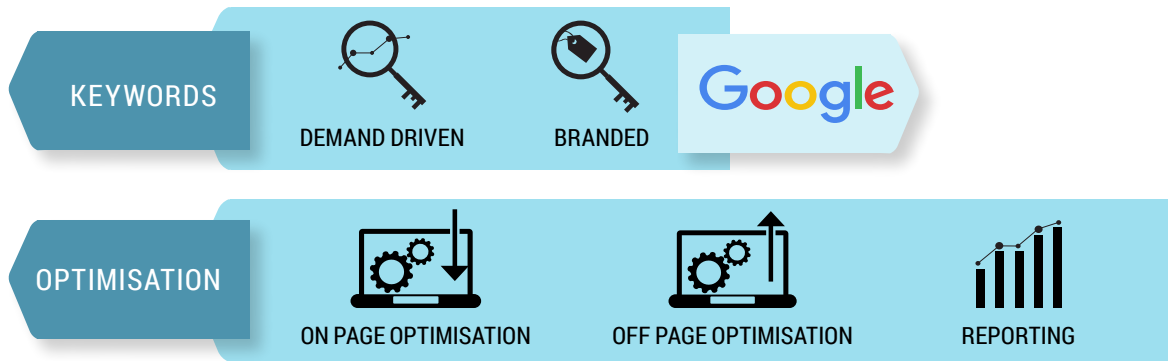 KEYWORDS
DEMAND DRIVEN
BRANDED
Google
OPTIMISATION
ON PAGE OPTIMISATION
OFF PAGE OPTIMISATION
REPORTING